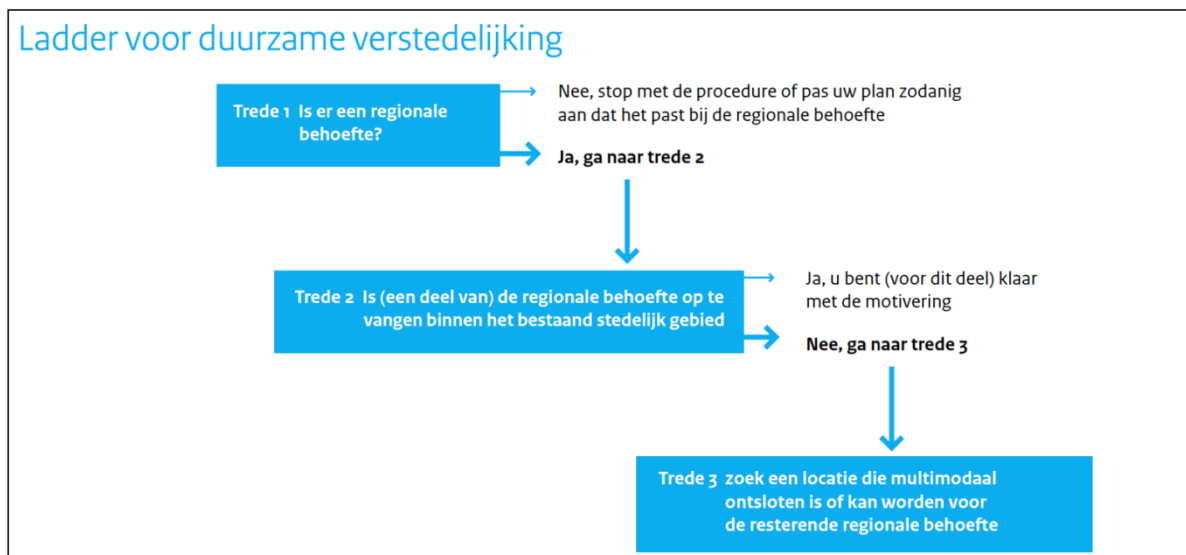 Ladder voor duurzame verstedelijking
Trede 1 Is er een regionale
behoefte?
Nee, stop met de procedure of pas uw plan zodanig
aan dat het past bij de regionale behoefte
Ja, ga naar trede 2
Trede 2 Is (een deel van) de regionale behoefte op te
vangen binnen het bestaand stedelijk gebied
Ja, u bent (voor dit deel) klaar
met de motivering
Nee, ga naar trede 3
Trede 3 zoek een locatie die multimodaal
ontsloten is of kan worden voor
de resterende regionale behoefte